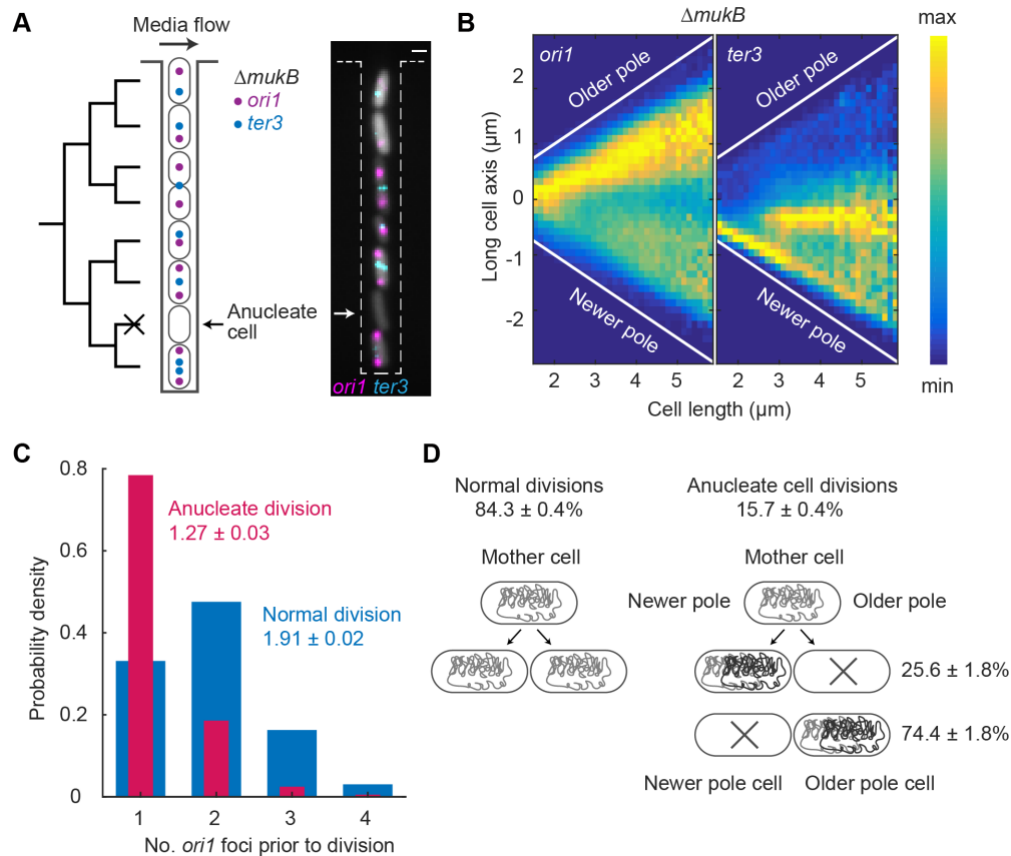 A
Media flow
ΔmukB
ori1
ter3
Anucleate
cell
ori1 ter3
B
ΔmukB
ori1
ter3
Older pole
Older pole
Newer pole
Newer pole
Long cell axis (µm)
2
1
0
-1
-2
2 3 4 5
2 3 4 5
Cell length (µm)
max
min
C
Probability density
0.8
0.6
0.4
0.2
0
Anucleate division
1.27 ± 0.03
Normal division
1.91 ± 0.02
1 2 3 4
No. ori1 foci prior to division
D
Normal divisions
84.3 ± 0.4%
Mother cell
Anucleate cell divisions
15.7 ± 0.4%
Mother cell
Newer pole
Older pole
25.6 ± 1.8%
74.4 ± 1.8%
Newer pole cell
Older pole cell